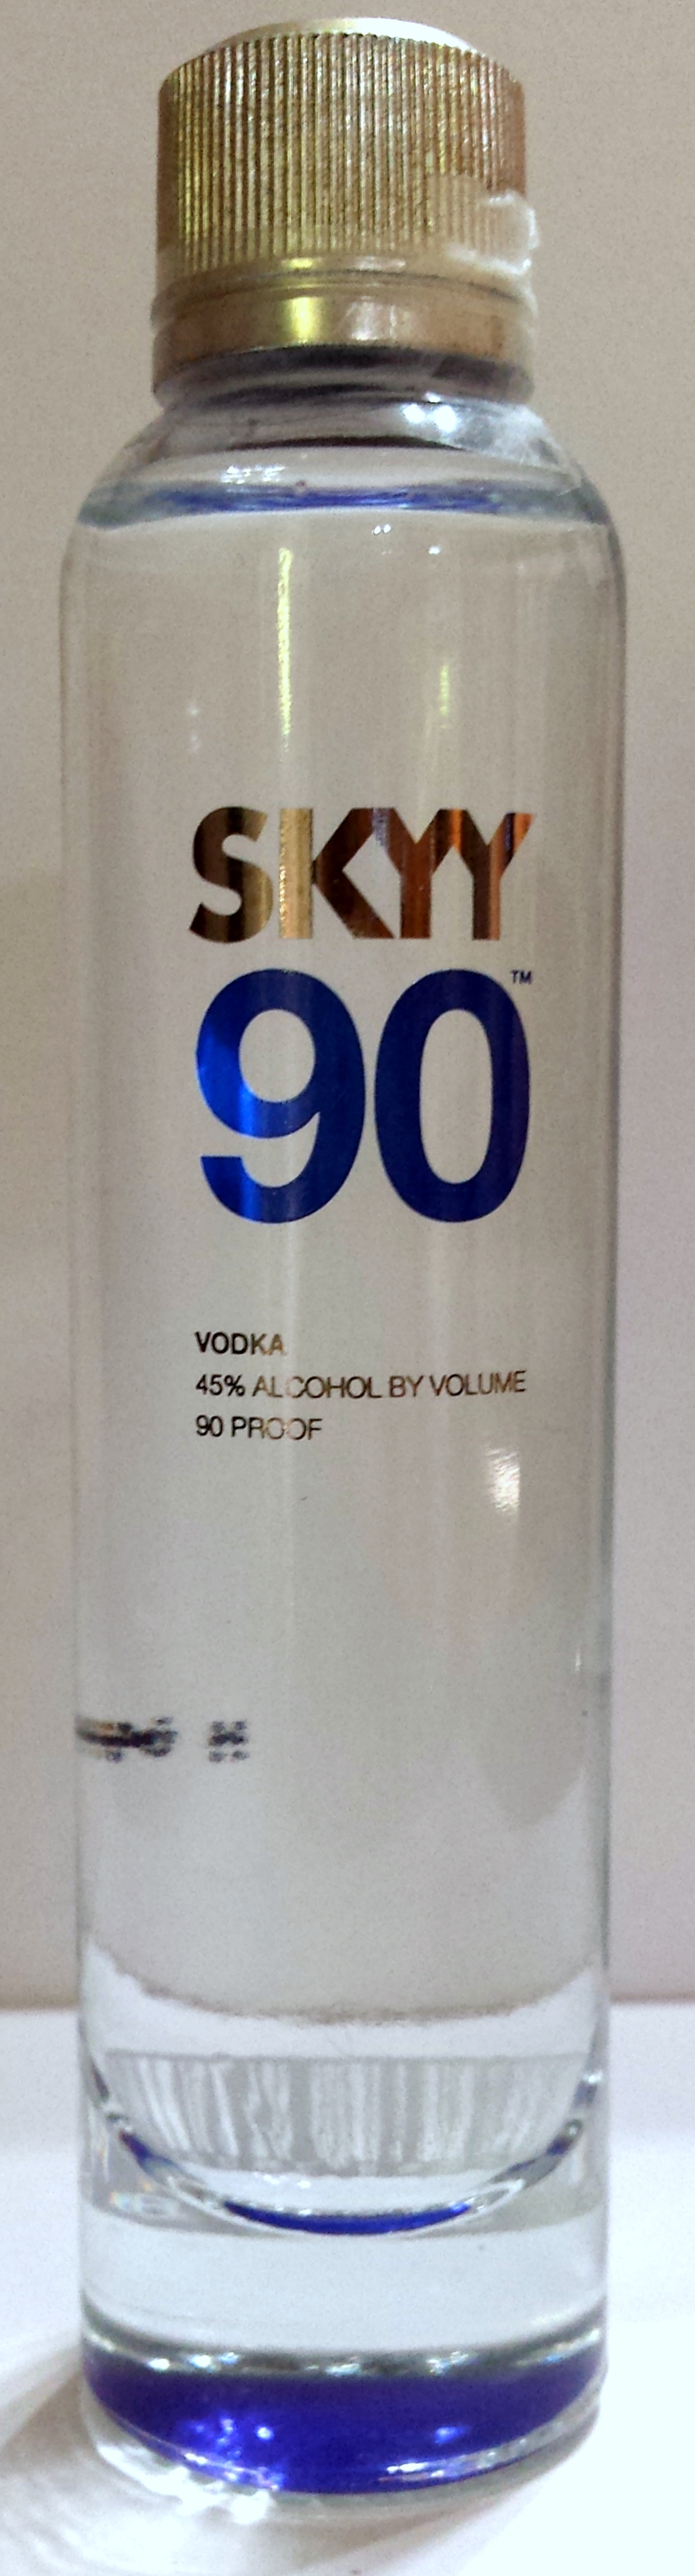 SKYY
90™
VODKA
45% ALCOHOL BY VOLUME
90 PROOF